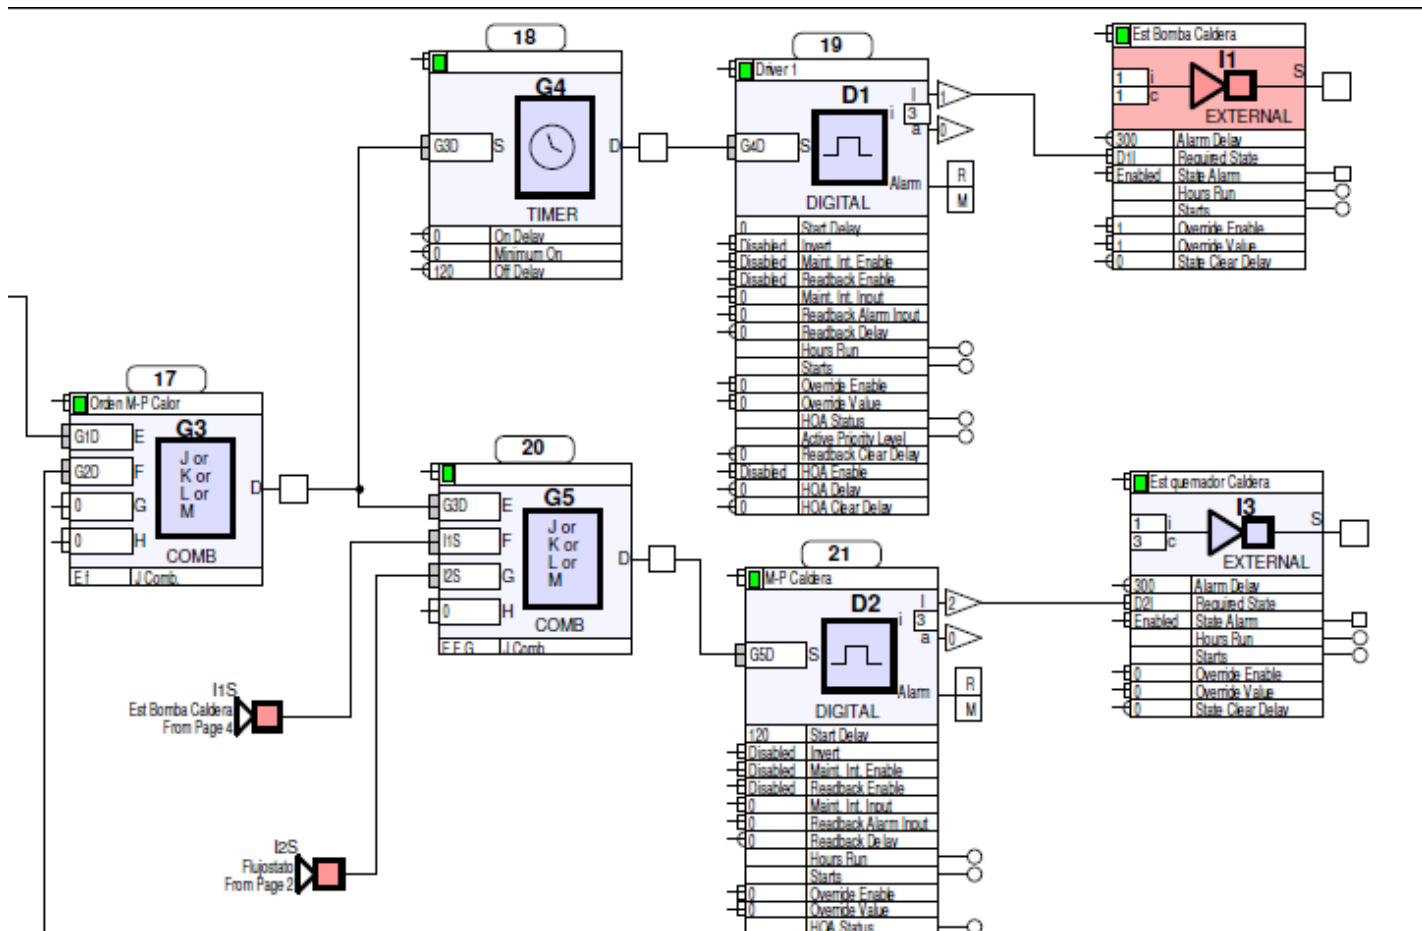 18
G4
G3D S
D
TIMER
0 On Delay
0 Minimum On
120 Off Delay
19
Driver 1
D1
G4D S
I 1
i 3
a 0
Alarm
R
M
DIGITAL
0 Start Delay
Disabled Invert
Disabled Maint. Int. Enable
Disabled Readback Enable
0 Maint. Int. Input
0 Readback Alarm Input
0 Readback Delay
Hours Run
Starts
0 Override Enable
0 Override Value
HOA Status
Active Priority Level
0 Readback Clear Delay
Disabled HOA Enable
0 HOA Delay
0 HOA Clear Delay
Est Bomba Caldera
I1
1 i
1 c
S
EXTERNAL
300 Alarm Delay
D1I Required State
Enabled State Alarm
Hours Run
Starts
1 Override Enable
1 Override Value
0 State Clear Delay
17
Orden M-P Calor
G3
G1D E
G2D F
0 G
0 H
J or
K or
L or
M
D
COMB
E f J Comb.
20
G5
G3D E
I1S F
I2S G
0 H
J or
K or
L or
M
D
COMB
E F G J Comb.
I1S
Est Bomba Caldera
From Page 4
I2S
Flujostato
From Page 2
21
M-P Caldera
D2
G5D S
I 2
i 3
a 0
Alarm
R
M
DIGITAL
120 Start Delay
Disabled Invert
Disabled Maint. Int. Enable
Disabled Readback Enable
0 Maint. Int. Input
0 Readback Alarm Input
0 Readback Delay
Hours Run
Starts
0 Override Enable
0 Override Value
HOA Status
Est quemador Caldera
I3
1 i
3 c
S
EXTERNAL
300 Alarm Delay
D2I Required State
Enabled State Alarm
Hours Run
Starts
0 Override Enable
0 Override Value
0 State Clear Delay